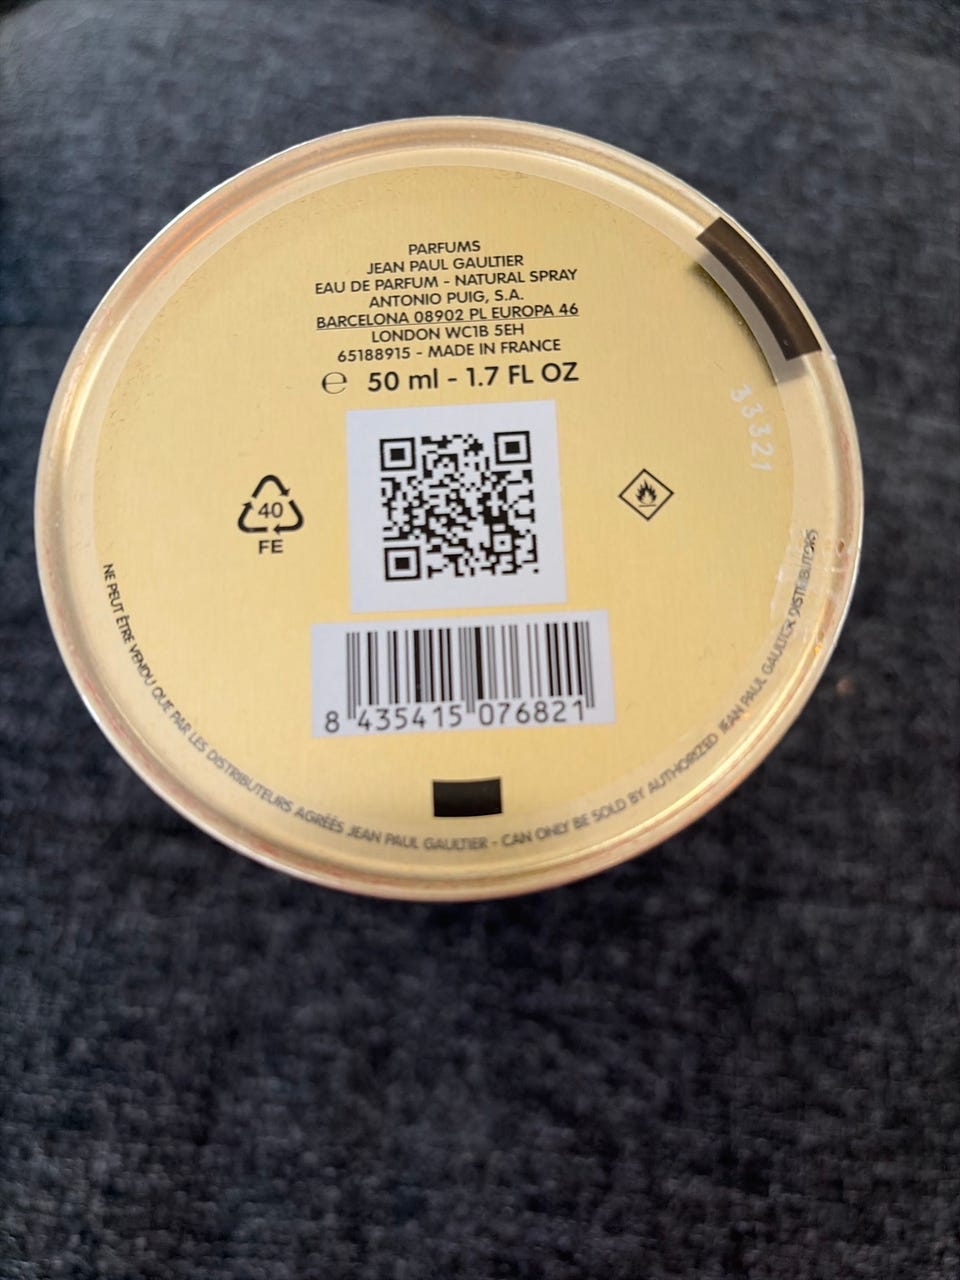 PARFUMS
JEAN PAUL GAULTIER
EAU DE PARFUM - NATURAL SPRAY
ANTONIO PUIG, S.A.
BARCELONA 08902 PL EUROPA 46
LONDON WC1B 5EH
65188915 - MADE IN FRANCE
℮ 50 ml - 1.7 FL OZ
33321
40
FE
8 435415 076821
NE PEUT ÊTRE VENDU QUE PAR LES DISTRIBUTEURS AGRÉÉS JEAN PAUL GAULTIER - CAN ONLY BE SOLD BY AUTHORIZED JEAN PAUL GAULTIER DISTRIBUTORS